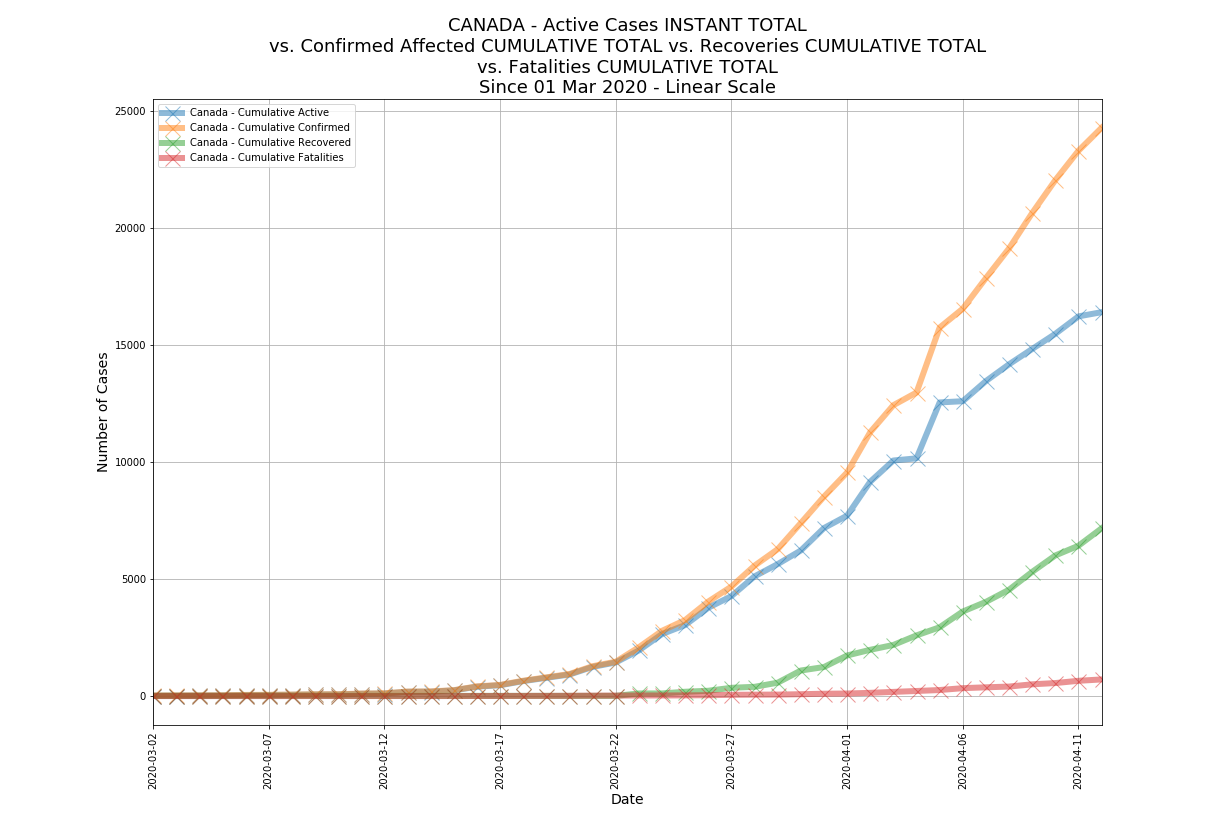 CANADA - Active Cases INSTANT TOTAL
vs. Confirmed Affected CUMULATIVE TOTAL vs. Recoveries CUMULATIVE TOTAL
vs. Fatalities CUMULATIVE TOTAL
Since 01 Mar 2020 - Linear Scale
Canada - Cumulative Active
Canada - Cumulative Confirmed
Canada - Cumulative Recovered
Canada - Cumulative Fatalities
Number of Cases
25000
20000
15000
10000
5000
0
2020-03-02
2020-03-07
2020-03-12
2020-03-17
2020-03-22
2020-03-27
2020-04-01
2020-04-06
2020-04-11
Date